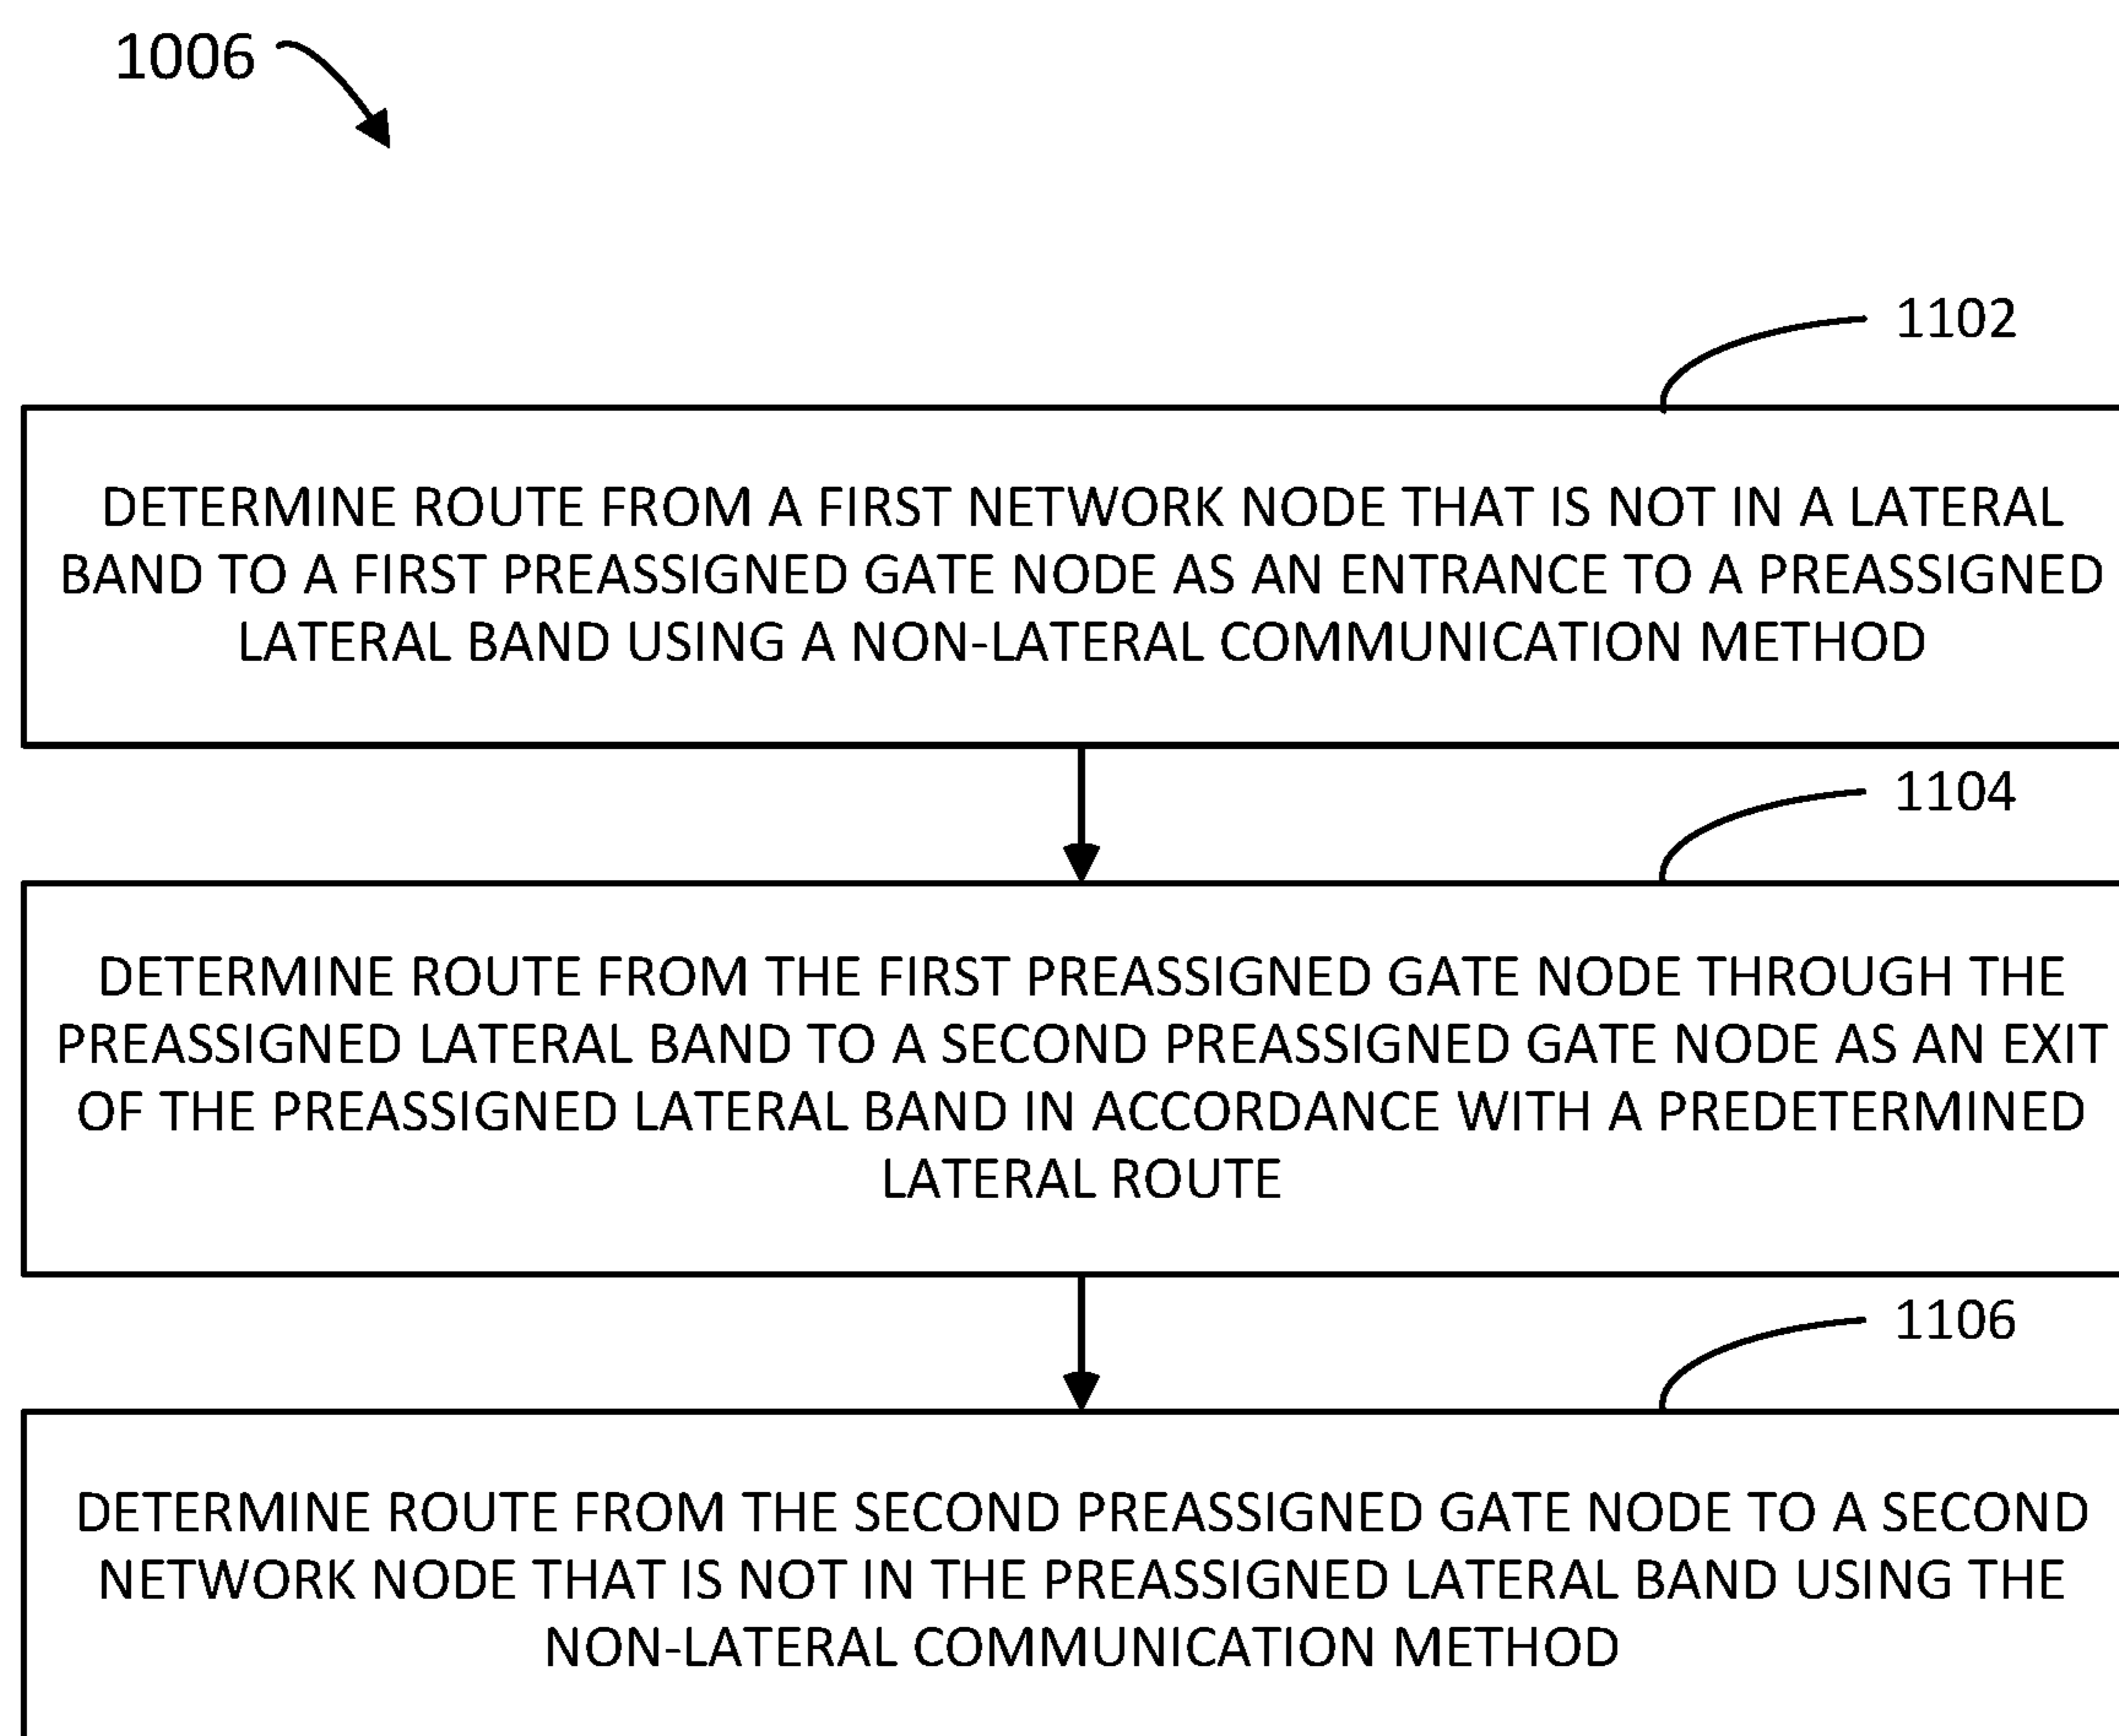 1006
1102
DETERMINE ROUTE FROM A FIRST NETWORK NODE THAT IS NOT IN A LATERAL
BAND TO A FIRST PREASSIGNED GATE NODE AS AN ENTRANCE TO A PREASSIGNED
LATERAL BAND USING A NON-LATERAL COMMUNICATION METHOD
1104
DETERMINE ROUTE FROM THE FIRST PREASSIGNED GATE NODE THROUGH THE
PREASSIGNED LATERAL BAND TO A SECOND PREASSIGNED GATE NODE AS AN EXIT
OF THE PREASSIGNED LATERAL BAND IN ACCORDANCE WITH A PREDETERMINED
LATERAL ROUTE
1106
DETERMINE ROUTE FROM THE SECOND PREASSIGNED GATE NODE TO A SECOND
NETWORK NODE THAT IS NOT IN THE PREASSIGNED LATERAL BAND USING THE
NON-LATERAL COMMUNICATION METHOD